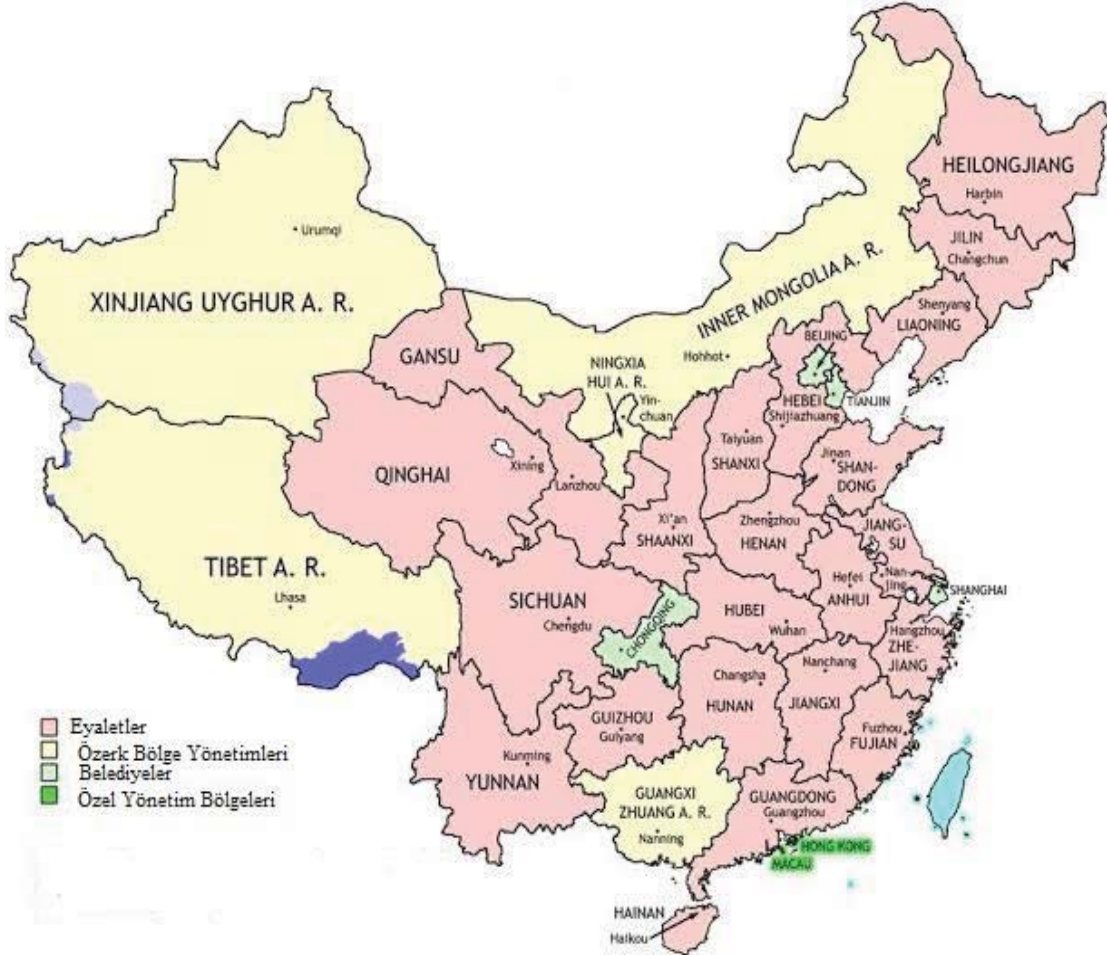 HEILONGJIANG
Harbin
JILIN
Changchun
Urumqi
XINJIANG UYGHUR A. R.
INNER MONGOLIA A. R.
Shenyang
LIAONING
BEIJING
GANSU
Hohhot
NINGXIA
HUI A. R.
Yin-
chuan
HEBEI
TIANJIN
Shijiazhuang
Taiyuan
SHANXI
Jinan
SHAN-
DONG
QINGHAI
Xining
Lanzhou
Xi'an
SHAANXI
Zhengzhou
HENAN
JIANG-
SU
TIBET A. R.
Lhasa
Nan-
jing
Hefei
ANHUI
SHANGHAI
SICHUAN
Chengdu
CHONGQING
HUBEI
Wuhan
Hangzhou
ZHE-
JIANG
Changsha
HUNAN
Nanchang
JIANGXI
GUIZHOU
Guiyang
Fuzhou
FUJIAN
Eyaletler
Özerk Bölge Yönetimleri
Belediyeler
Özel Yönetim Bölgeleri
Kunming
YUNNAN
GUANGXI
ZHUANG A. R.
Nanning
GUANGDONG
Guangzhou
HONG KONG
MACAU
HAINAN
Haikou